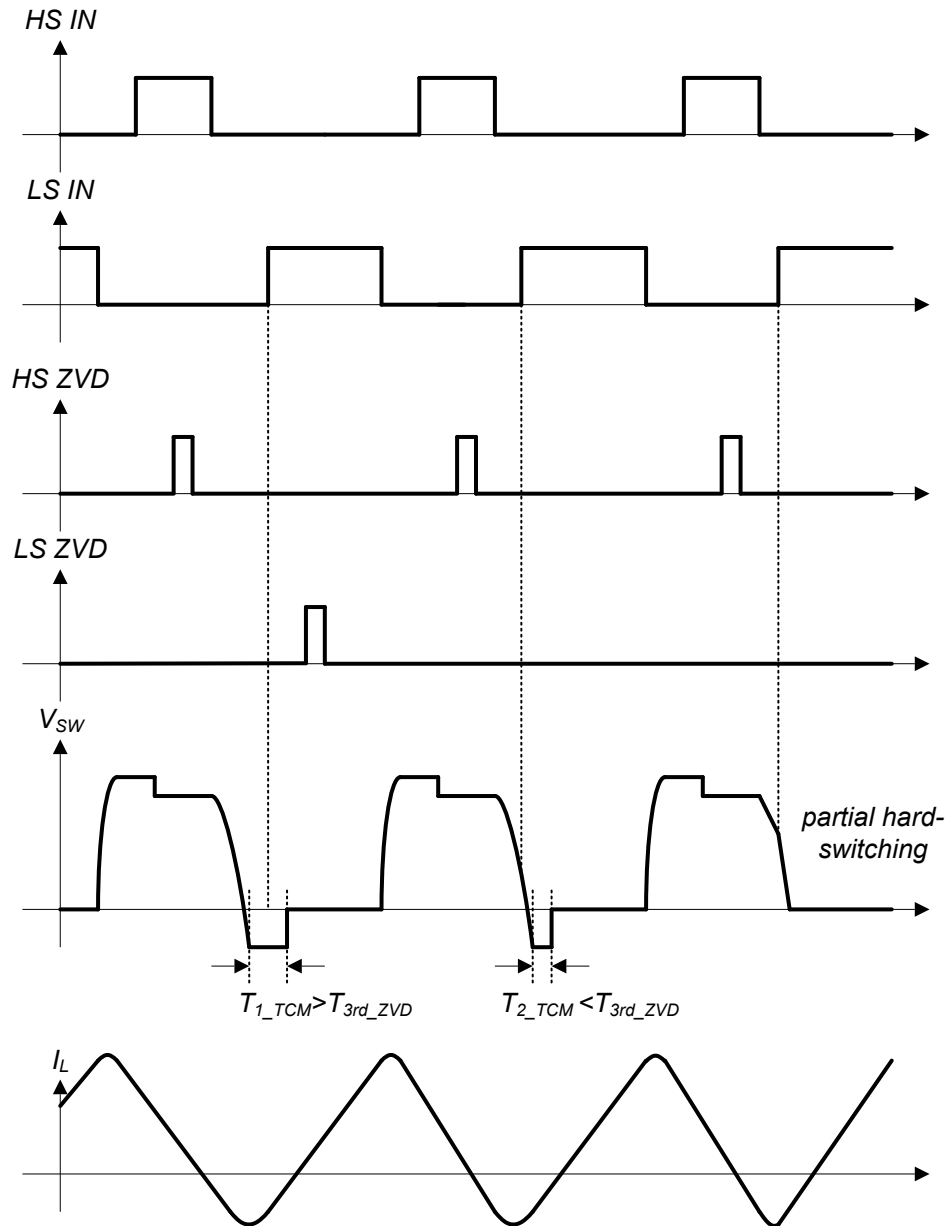 HS IN
LS IN
HS ZVD
LS ZVD
VSW
partial hard-
switching
T1_TCM>T3rd_ZVD
T2_TCM<T3rd_ZVD
IL